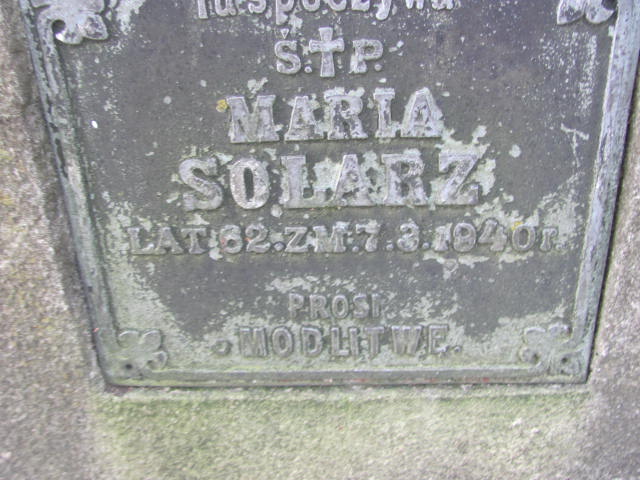 Tu spoczywa
Ś.✝P.
MARIA
SOLARZ
LAT.62.ZM.7.3.1940r.
PROSI
MODLITWE.